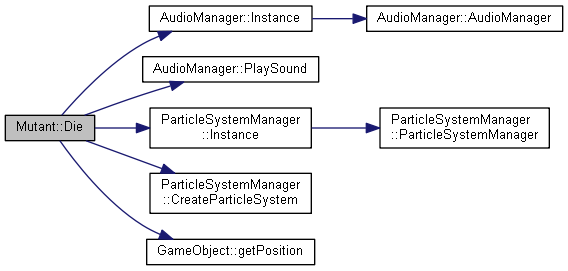 AudioManager::Instance
AudioManager::AudioManager
AudioManager::PlaySound
Mutant::Die
ParticleSystemManager
::Instance
ParticleSystemManager
::ParticleSystemManager
ParticleSystemManager
::CreateParticleSystem
GameObject::getPosition